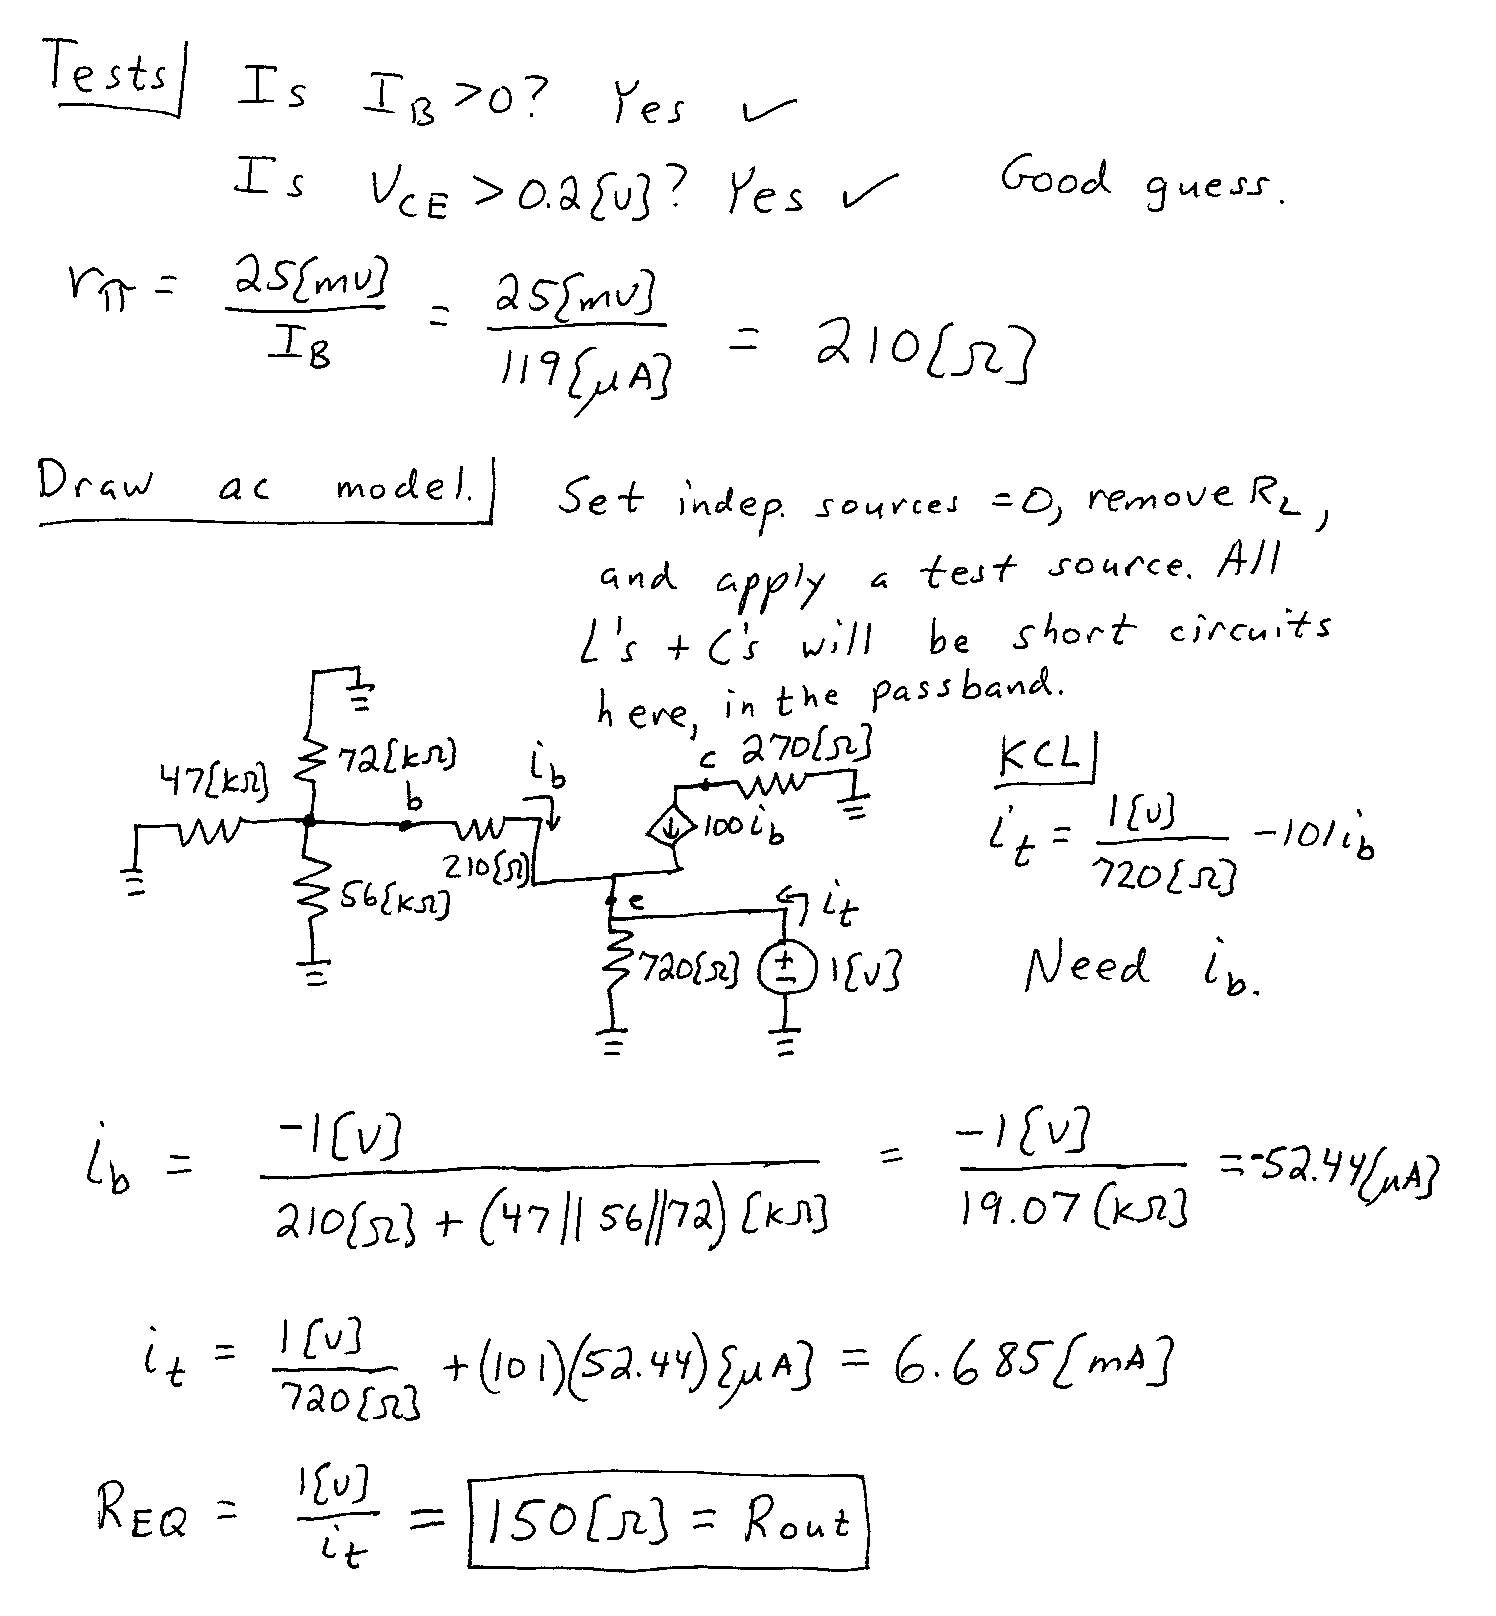 Tests Is I_B >0? Yes ✓
Is V_CE > 0.2[V]? Yes ✓ Good guess.
r_π = 25[mV] / I_B = 25[mV] / 119[μA] = 210[Ω]
Draw ac model. Set indep. sources =0, remove R_L,
and apply a test source. All
L's + C's will be short circuits
here, in the passband.
47[kΩ]
72[kΩ]
b
i_b
210[Ω]
56[kΩ]
c 270[Ω]
100 i_b
e
i_t
720[Ω]
+
-
1[V]
KCL
i_t = 1[V] / 720[Ω] - 101 i_b
Need i_b.
i_b = -1[V] / 210[Ω] + (47||56||72) [kΩ] = -1[V] / 19.07 [kΩ] = -52.44[μA]
i_t = 1[V] / 720[Ω] + (101)(52.44) [μA] = 6.685[mA]
R_EQ = 1[V] / i_t = 150[Ω] = Rout